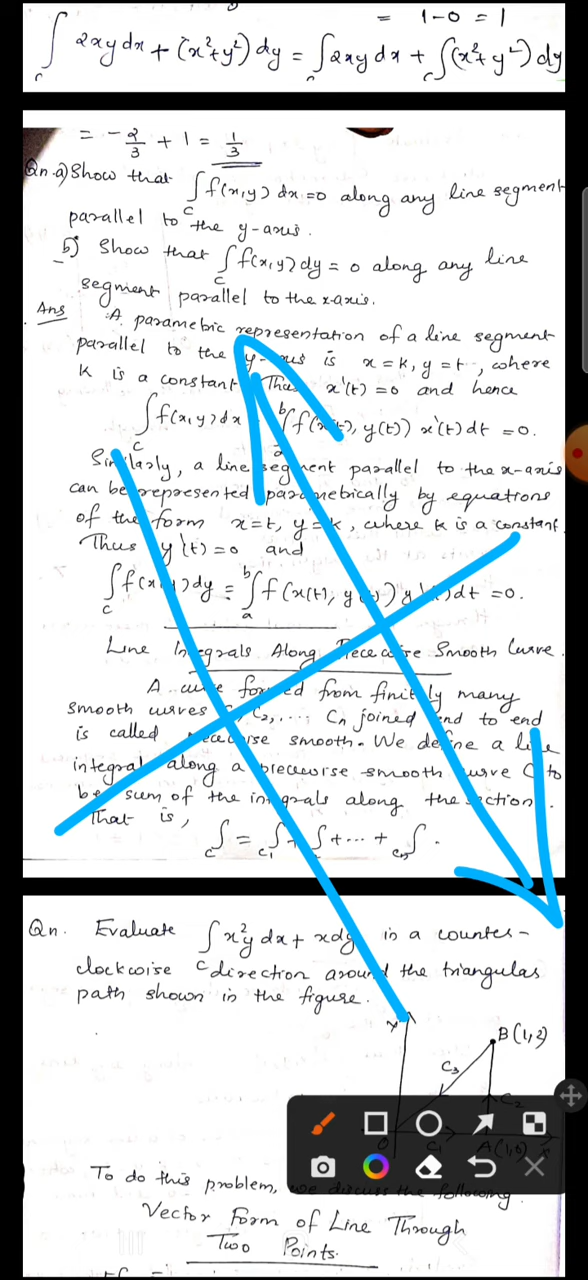 = 1-0 = 1
∫c 2xy dx + (x²+y²) dy = ∫c 2xy dx + ∫c (x²+y²) dy
= -2/3 + 1 = 1/3
Qn. a) Show that ∫c f(x,y) dx = 0 along any line segment
parallel to the y-axis.
b) Show that ∫c f(x,y) dy = 0 along any line
segment parallel to the x-axis.
Ans A parametric representation of a line segment
parallel to the is x = k, y = t, where
k is a constant. Thus x'(t) = 0 and hence
∫c f(x,y) dx ∫ᵇ f(x(t), y(t)) x'(t) dt = 0.
Similarly, a line segment parallel to the x-axis
can be represented parametrically by equations
of the form x = t, y = k, where k is a constant.
Thus y'(t) = 0 and
∫c f(x,y) dy = ∫ₐᵇ f(x(t), y(t)) y'(t) dt = 0.
Line Integrals Along Piecewise Smooth Curve.
A curve formed from finitely many
smooth curves C₁, C₂, ..., Cn joined end to end
is called piecewise smooth. We define a line
integral along a piecewise smooth curve C to
be sum of the integrals along the section.
That is,
∫c = ∫c₁ + ∫ + ... + ∫cn.
Qn. Evaluate ∫c x²y dx + x dy in a counter-
clockwise direction around the triangular
path shown in the figure.
Y
B(1,2)
C₃
C₂
O C₁ A(1,0) X
To do this problem, we discuss the following
Vector Form of Line Through
Two Points.